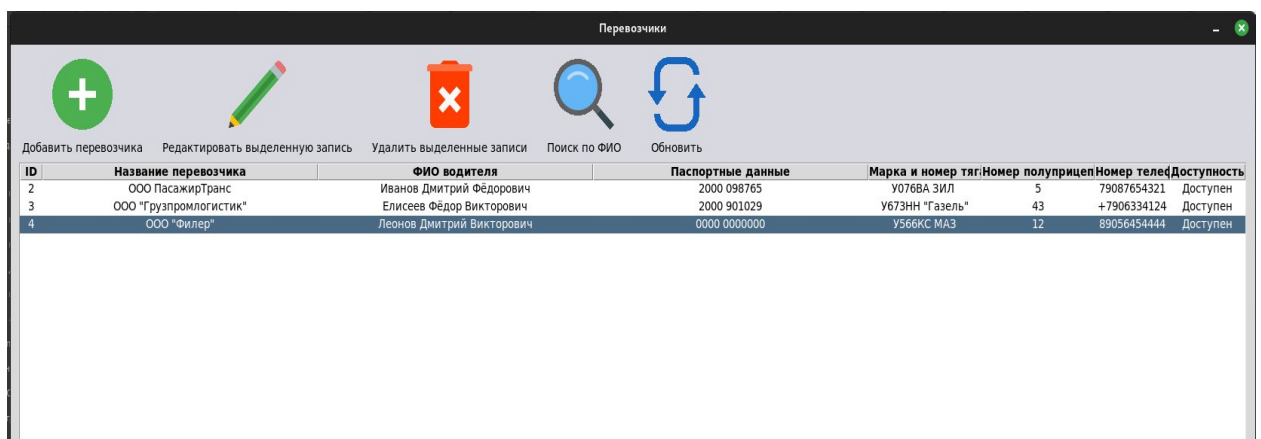 Перевозчики
Добавить перевозчика Редактировать выделенную запись Удалить выделенные записи Поиск по ФИО Обновить
ID Название перевозчика ФИО водителя Паспортные данные Марка и номер тяг Номер полуприцеп Номер телеф Доступность
2 ООО ПасажирТранс Иванов Дмитрий Фёдорович 2000 098765 У076ВА ЗИЛ 5 79087654321 Доступен
3 ООО "Грузпромлогистик" Елисеев Фёдор Викторович 2000 901029 У673НН "Газель" 43 +7906334124 Доступен
4 ООО "Филер" Леонов Дмитрий Викторович 0000 0000000 У566КС МАЗ 12 89056454444 Доступен